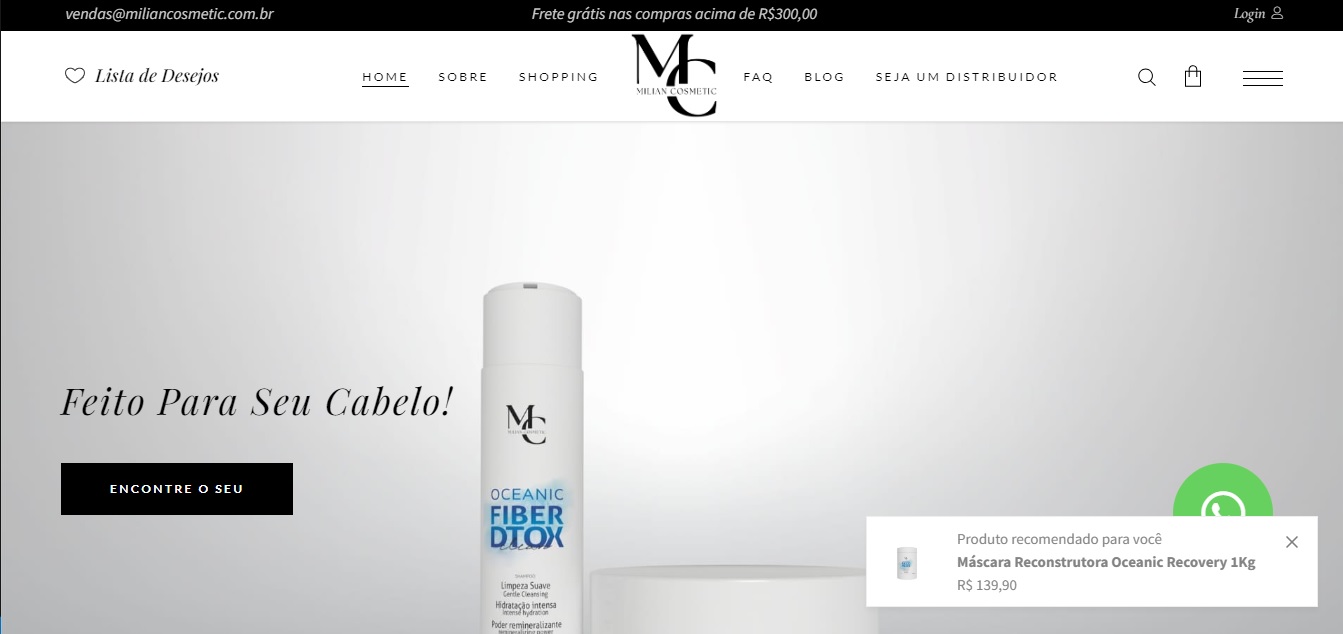 vendas@miliancosmetic.com.br
Frete grátis nas compras acima de R$300,00
Login
Lista de Desejos
HOME
SOBRE
SHOPPING
MC
MILIAN COSMETIC
FAQ
BLOG
SEJA UM DISTRIBUIDOR
Feito Para Seu Cabelo!
ENCONTRE O SEU
MC
MILIAN COSMETIC
OCEANIC
FIBER
DTOX
clean
SHAMPOO
Limpeza Suave
Gentle Cleansing
Hidratação intensa
Intense hydration
Poder remineralizante
remineralizing power
Produto recomendado para você
Máscara Reconstrutora Oceanic Recovery 1Kg
R$ 139,90